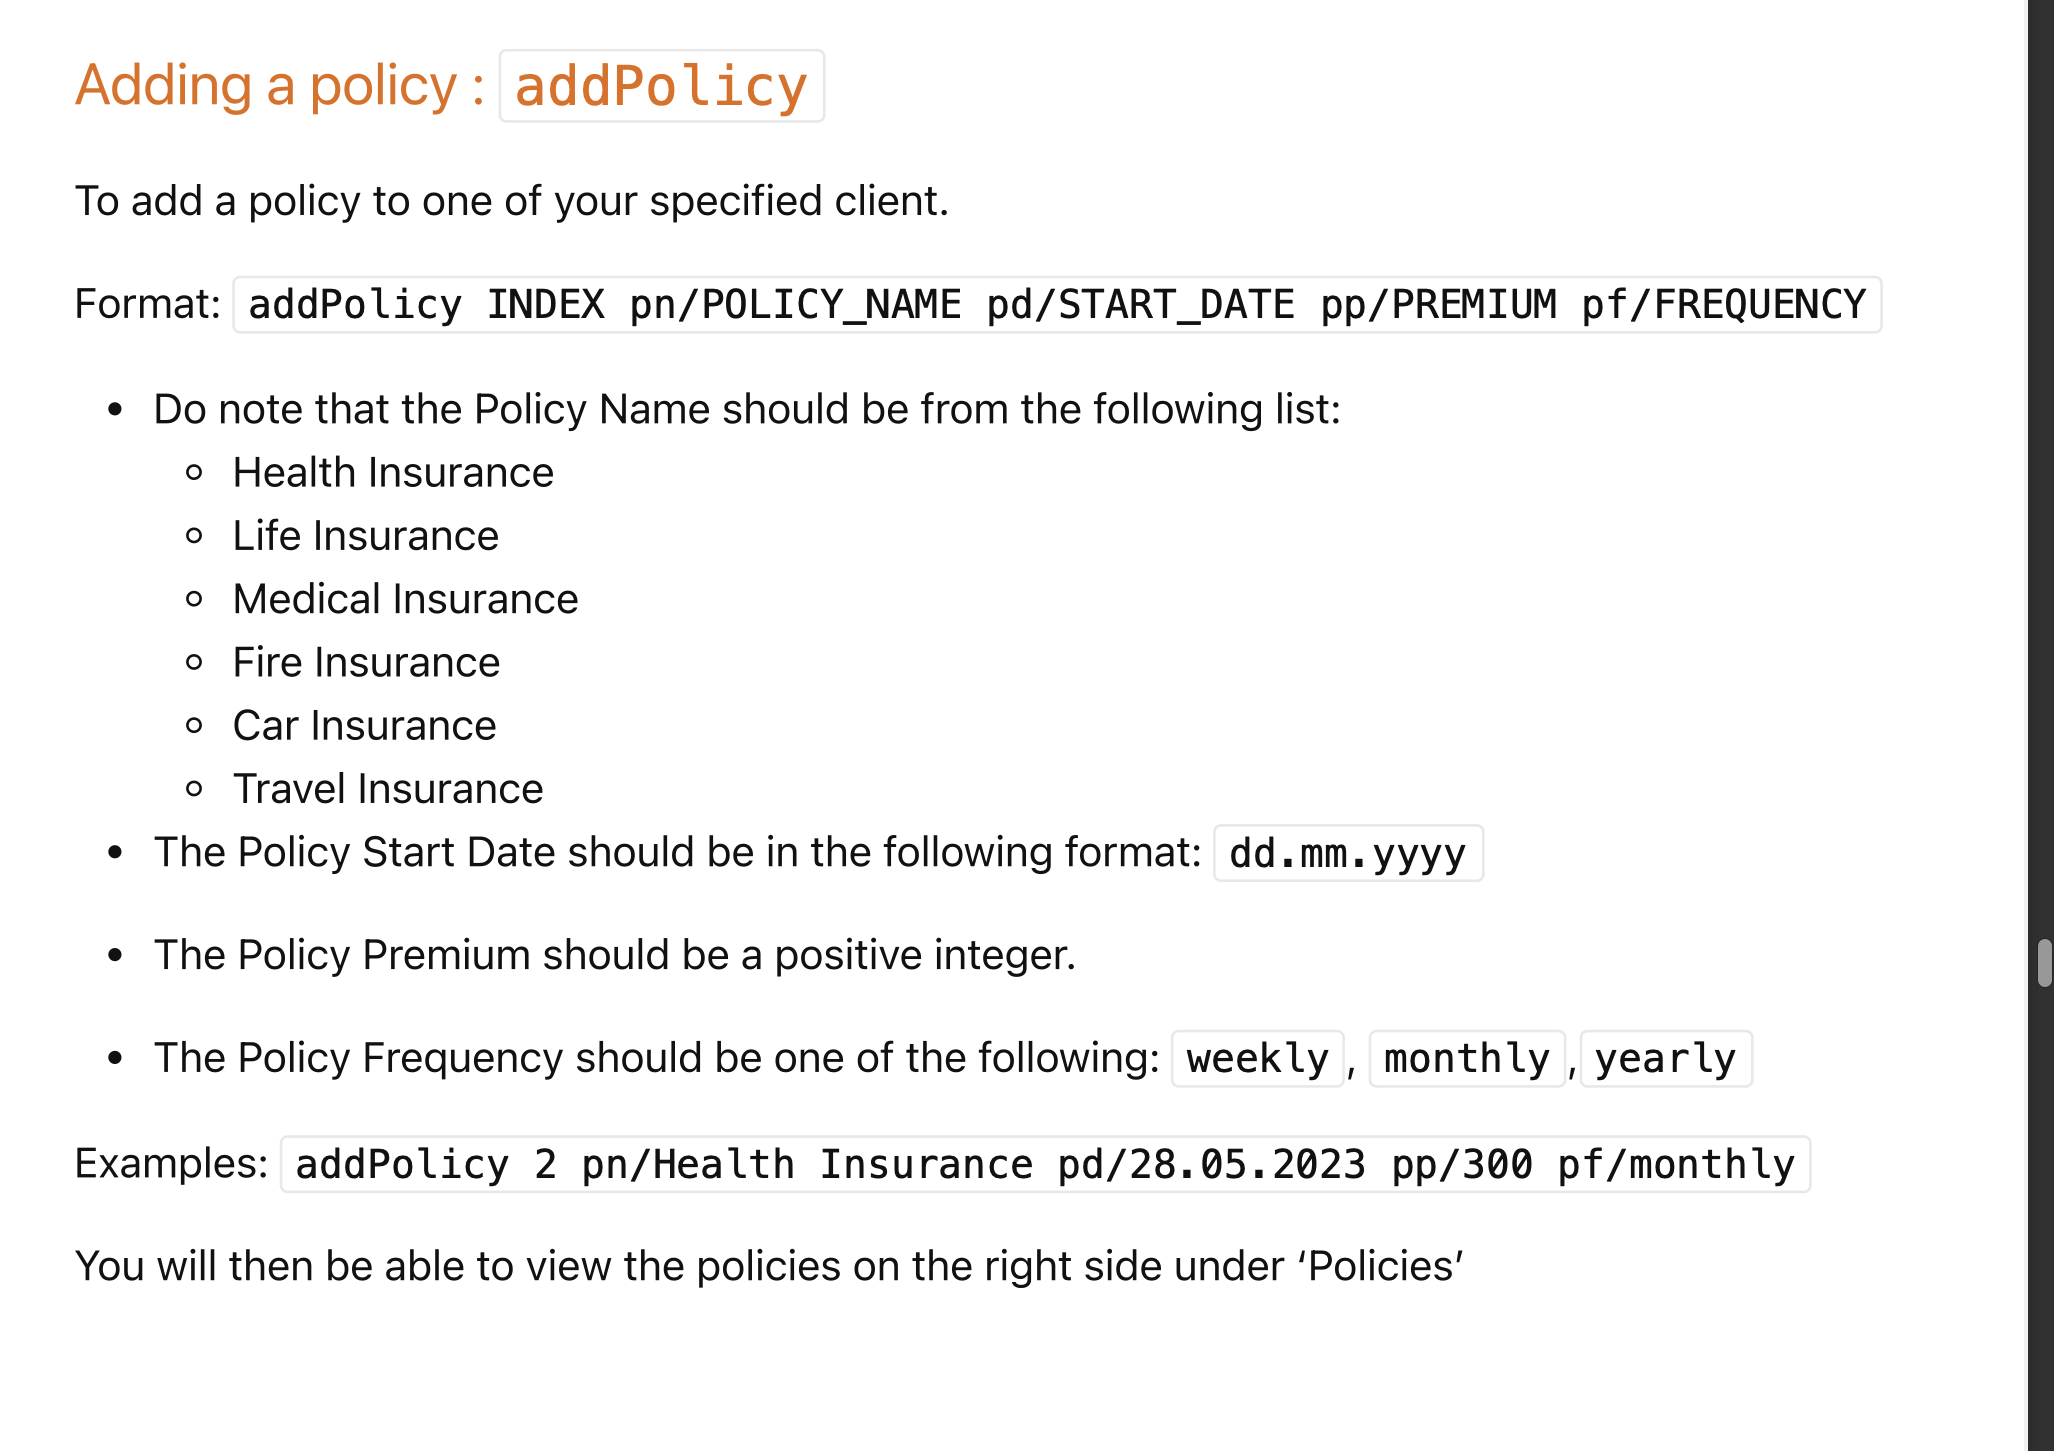 Adding a policy : addPolicy
To add a policy to one of your specified client.
Format: addPolicy INDEX pn/POLICY_NAME pd/START_DATE pp/PREMIUM pf/FREQUENCY
• Do note that the Policy Name should be from the following list:
◦ Health Insurance
◦ Life Insurance
◦ Medical Insurance
◦ Fire Insurance
◦ Car Insurance
◦ Travel Insurance
• The Policy Start Date should be in the following format: dd.mm.yyyy
• The Policy Premium should be a positive integer.
• The Policy Frequency should be one of the following: weekly, monthly,yearly
Examples: addPolicy 2 pn/Health Insurance pd/28.05.2023 pp/300 pf/monthly
You will then be able to view the policies on the right side under ‘Policies’